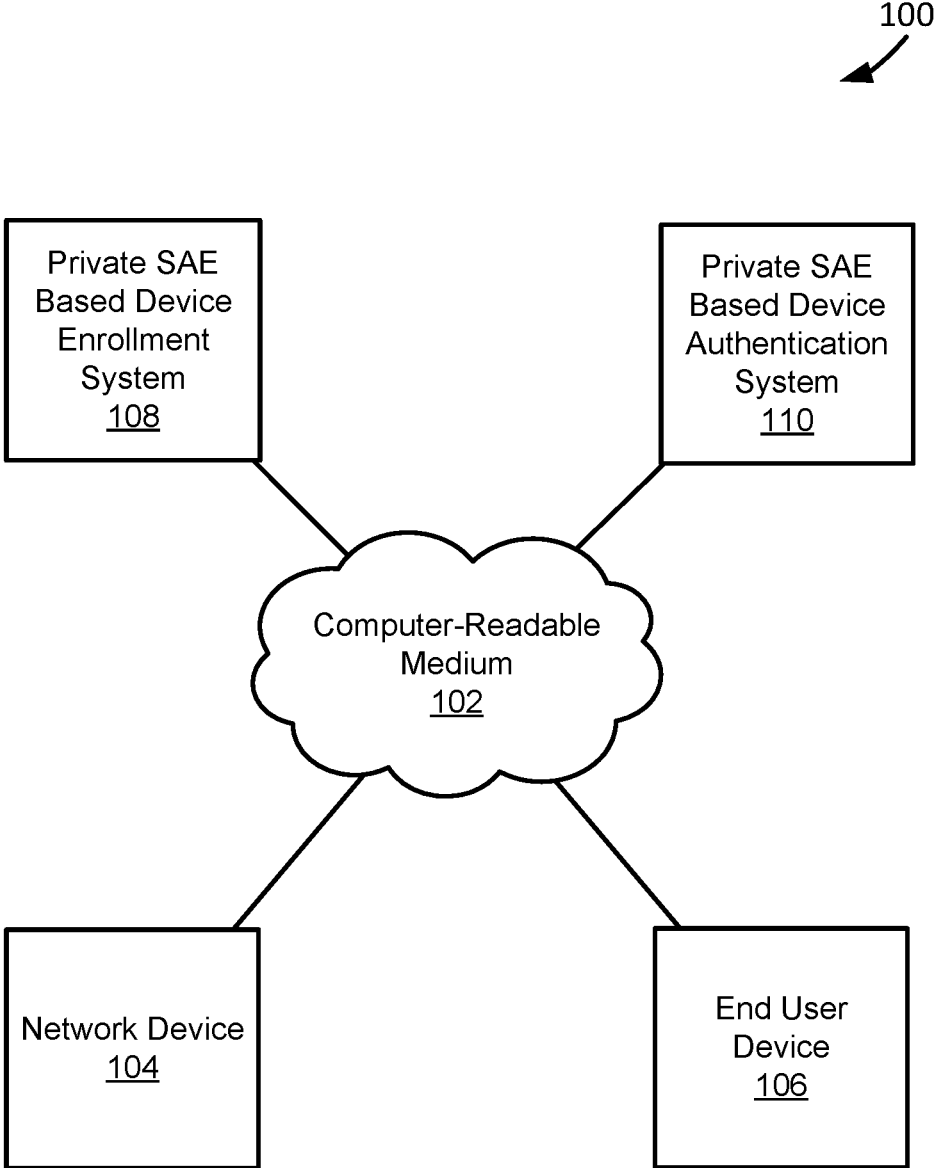 100
Private SAE
Based Device
Enrollment
System
108
Private SAE
Based Device
Authentication
System
110
Computer-Readable
Medium
102
Network Device
104
End User
Device
106